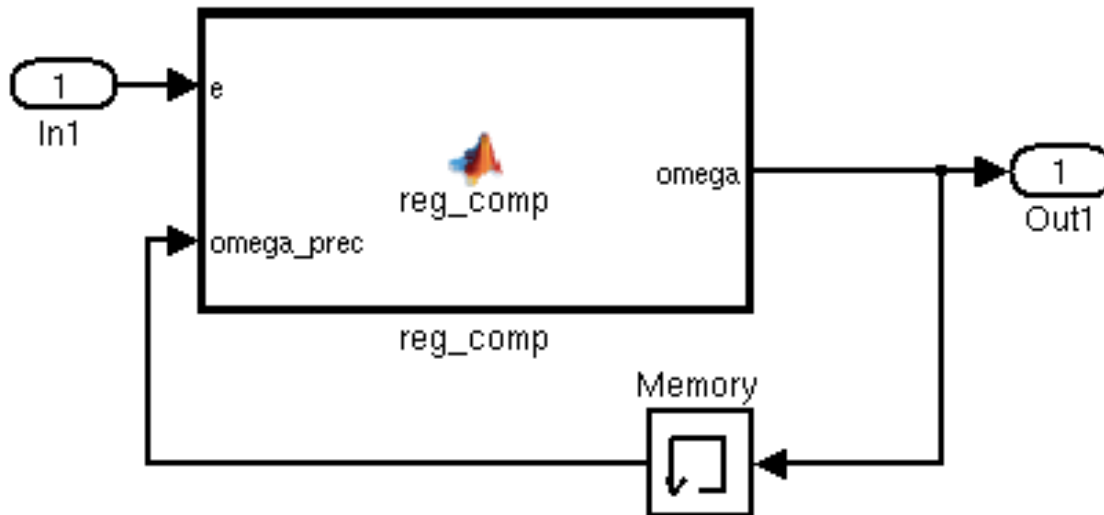 1
In1
e
reg_comp
omega_prec
omega
1
Out1
reg_comp
Memory